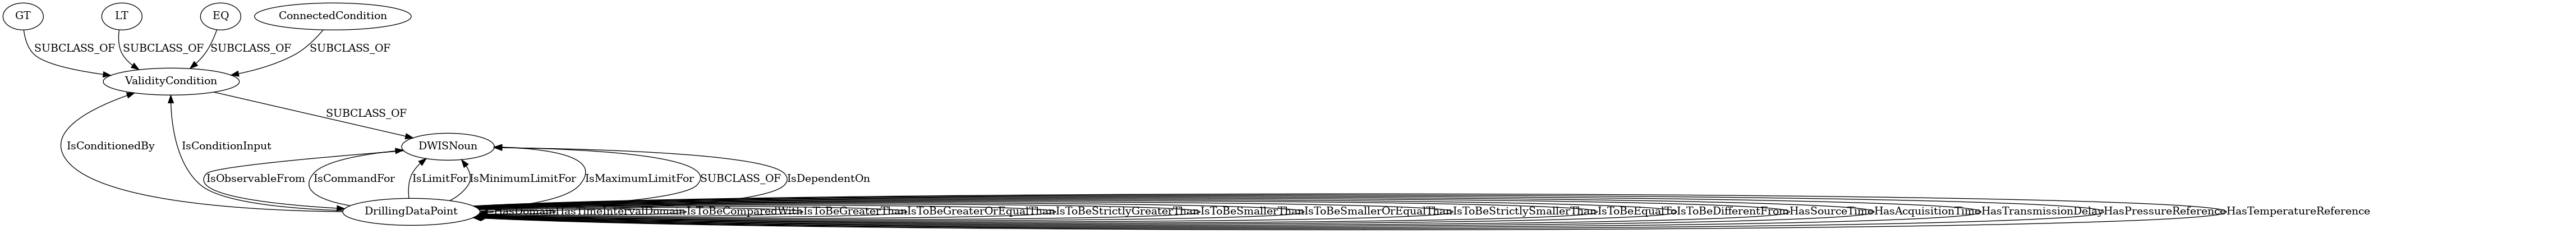 GT
LT
EQ
ConnectedCondition
SUBCLASS_OF
SUBCLASS_OF
SUBCLASS_OF
SUBCLASS_OF
ValidityCondition
SUBCLASS_OF
IsConditionedBy
IsConditionInput
DWISNoun
IsObservableFrom
IsCommandFor
IsLimitFor
IsMinimumLimitFor
IsMaximumLimitFor
SUBCLASS_OF
IsDependentOn
DrillingDataPoint
HasDomain
HasTimeIntervalDomain
IsToBeComparedWith
IsToBeGreaterThan
IsToBeGreaterOrEqualThan
IsToBeStrictlyGreaterThan
IsToBeSmallerThan
IsToBeSmallerOrEqualThan
IsToBeStrictlySmallerThan
IsToBeEqualTo
IsToBeDifferentFrom
HasSourceTime
HasAcquisitionTime
HasTransmissionDelay
HasPressureReference
HasTemperatureReference